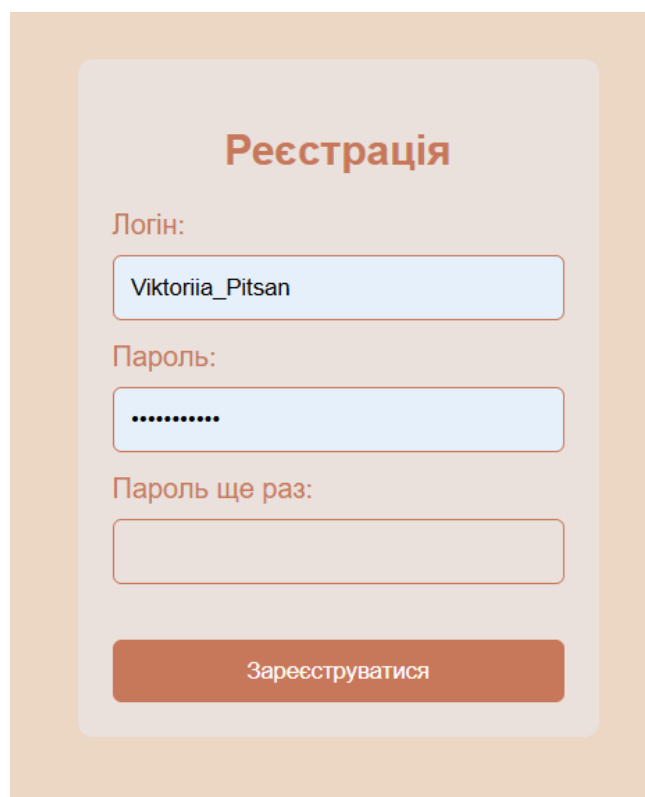 Реєстрація
Логін:
Viktoriia_Pitsan
Пароль:
•••••••••••
Пароль ще раз:
Зареєструватися